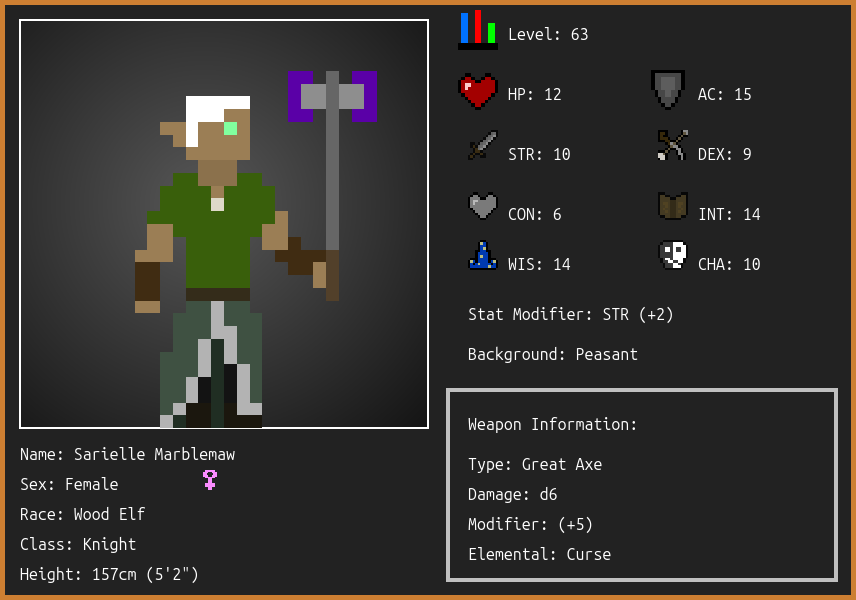 Level: 63
HP: 12
AC: 15
STR: 10
DEX: 9
CON: 6
INT: 14
WIS: 14
CHA: 10
Stat Modifier: STR (+2)
Background: Peasant
Weapon Information:
Type: Great Axe
Damage: d6
Modifier: (+5)
Elemental: Curse
Name: Sarielle Marblemaw
Sex: Female
Race: Wood Elf
Class: Knight
Height: 157cm (5'2")